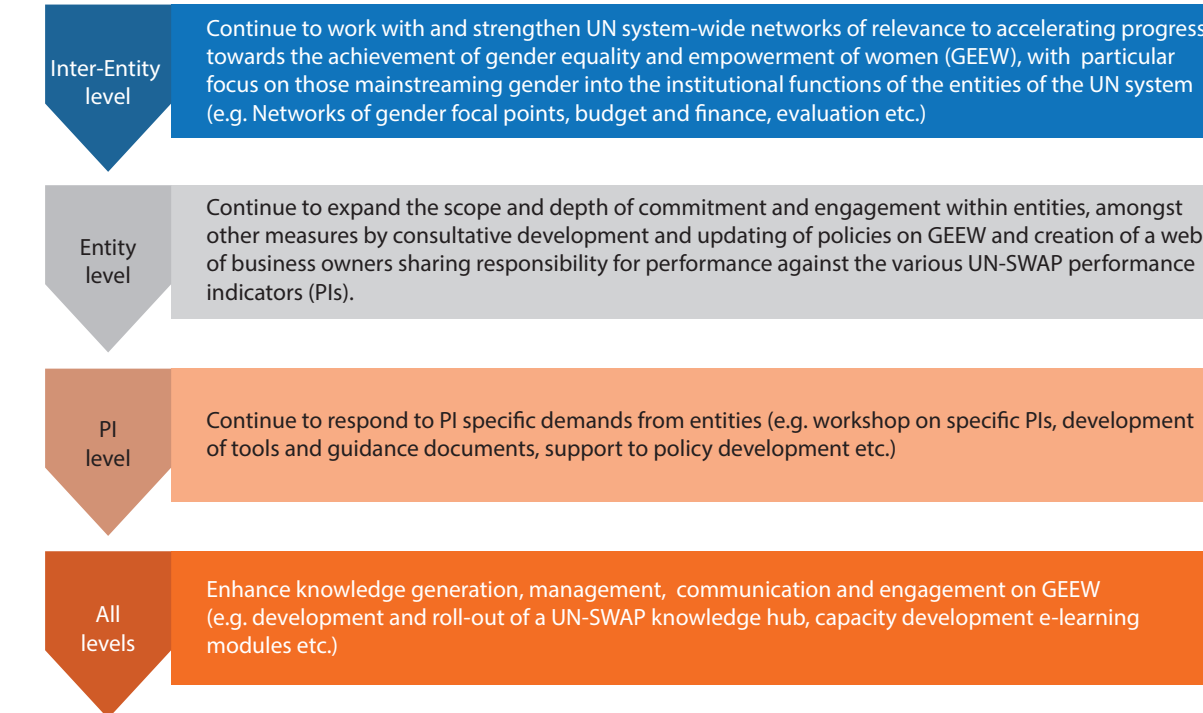 Inter-Entity
level
Continue to work with and strengthen UN system-wide networks of relevance to accelerating progress
towards the achievement of gender equality and empowerment of women (GEEW), with particular
focus on those mainstreaming gender into the institutional functions of the entities of the UN system
(e.g. Networks of gender focal points, budget and finance, evaluation etc.)
Entity
level
Continue to expand the scope and depth of commitment and engagement within entities, amongst
other measures by consultative development and updating of policies on GEEW and creation of a web
of business owners sharing responsibility for performance against the various UN-SWAP performance
indicators (PIs).
PI
level
Continue to respond to PI specific demands from entities (e.g. workshop on specific PIs, development
of tools and guidance documents, support to policy development etc.)
All
levels
Enhance knowledge generation, management, communication and engagement on GEEW
(e.g. development and roll-out of a UN-SWAP knowledge hub, capacity development e-learning
modules etc.)